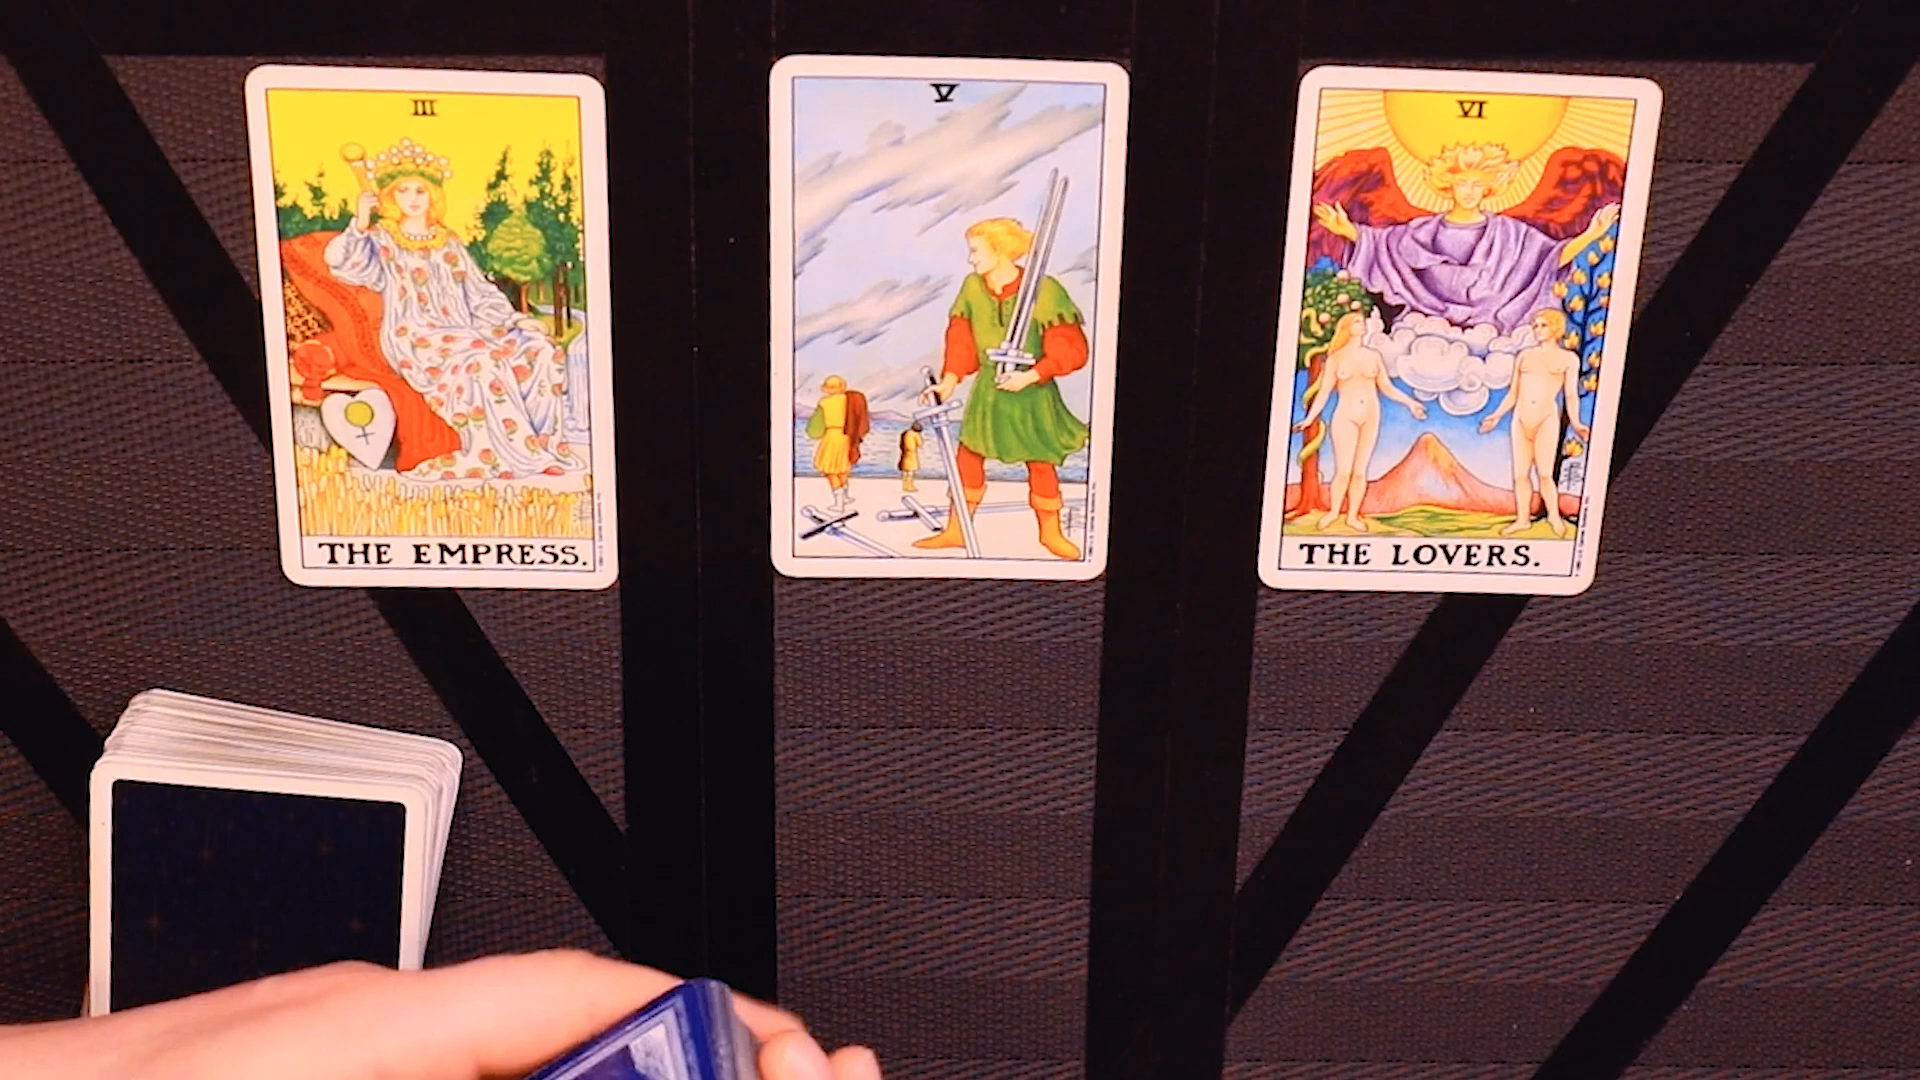 III
THE EMPRESS.
V
VI
THE LOVERS.